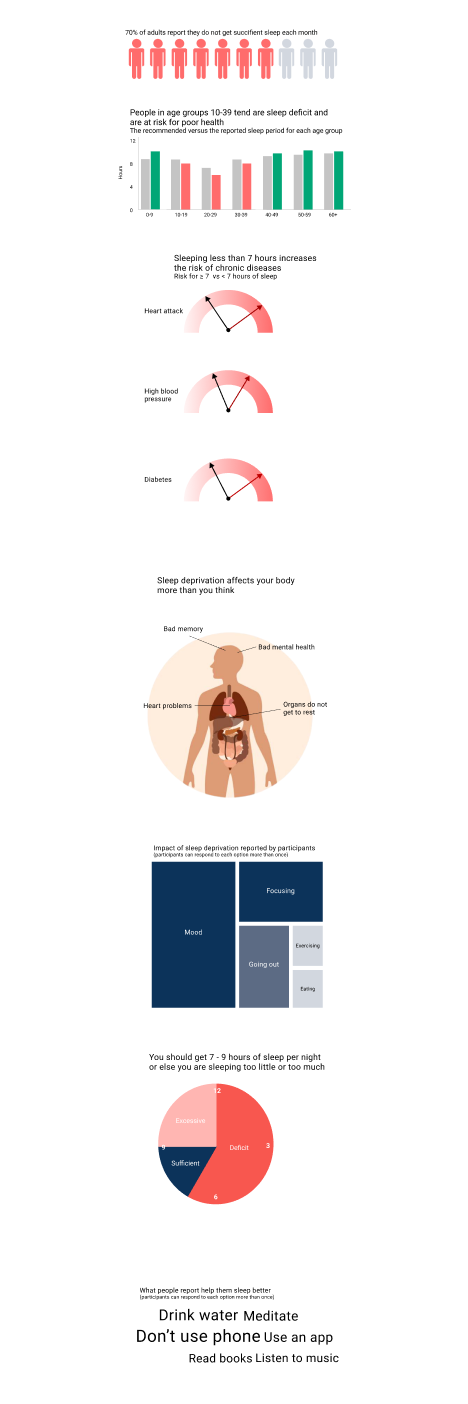 70% of adults report they do not get succifient sleep each month
People in age groups 10-39 tend are sleep deficit and
are at risk for poor health
The recommended versus the reported sleep period for each age group
12
8
4
0
Hours
0-9 10-19 20-29 30-39 40-49 50-59 60+
Sleeping less than 7 hours increases
the risk of chronic diseases
Risk for ≥ 7 vs < 7 hours of sleep
Heart attack
High blood
pressure
Diabetes
Sleep deprivation affects your body
more than you think
Bad memory
Bad mental health
Heart problems
Organs do not
get to rest
Impact of sleep deprivation reported by participants
(participants can respond to each option more than once)
Mood
Focusing
Going out
Exercising
Eating
You should get 7 - 9 hours of sleep per night
or else you are sleeping too little or too much
12
Excessive
Deficit
3
9
Sufficient
6
What people report help them sleep better
(participants can respond to each option more than once)
Drink water Meditate
Don't use phone Use an app
Read books Listen to music